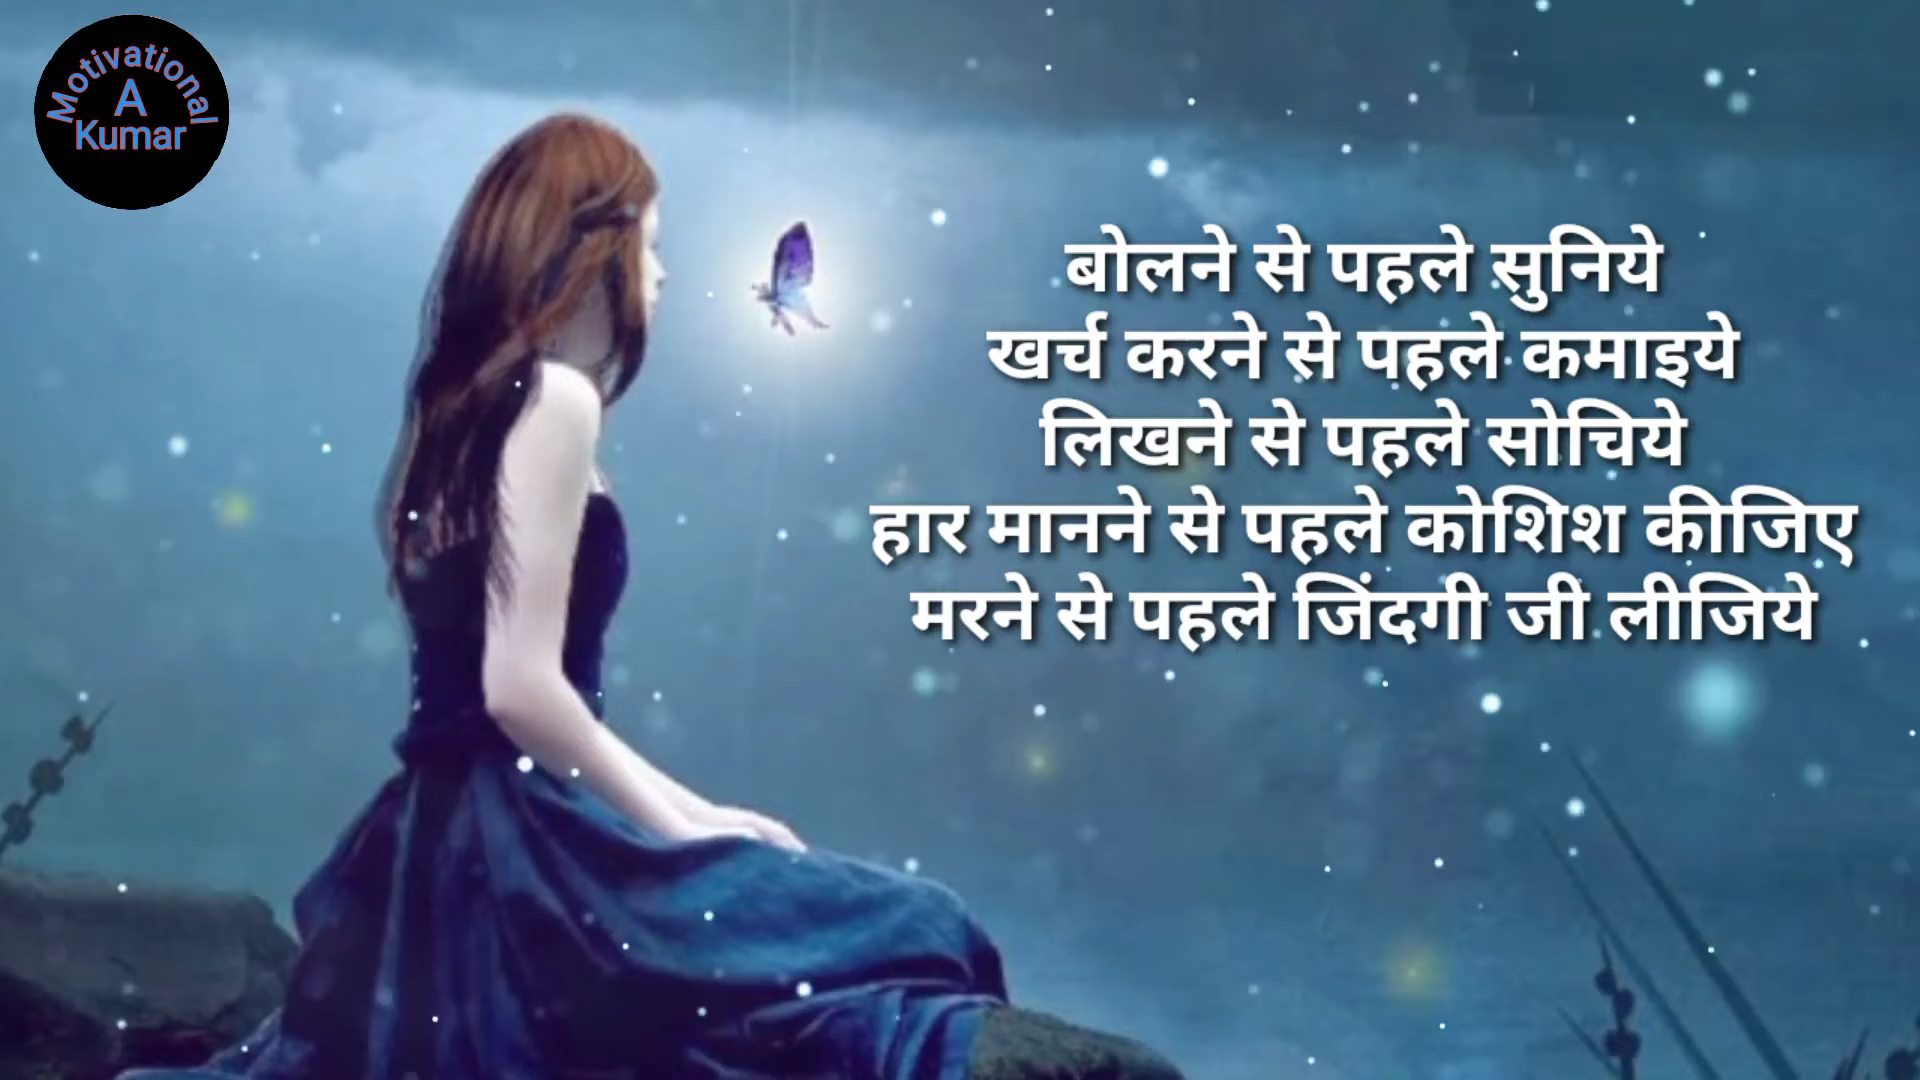 Motivational
A
Kumar
बोलने से पहले सुनिये
खर्च करने से पहले कमाइये
लिखने से पहले सोचिये
हार मानने से पहले कोशिश कीजिए
मरने से पहले जिंदगी जी लीजिये